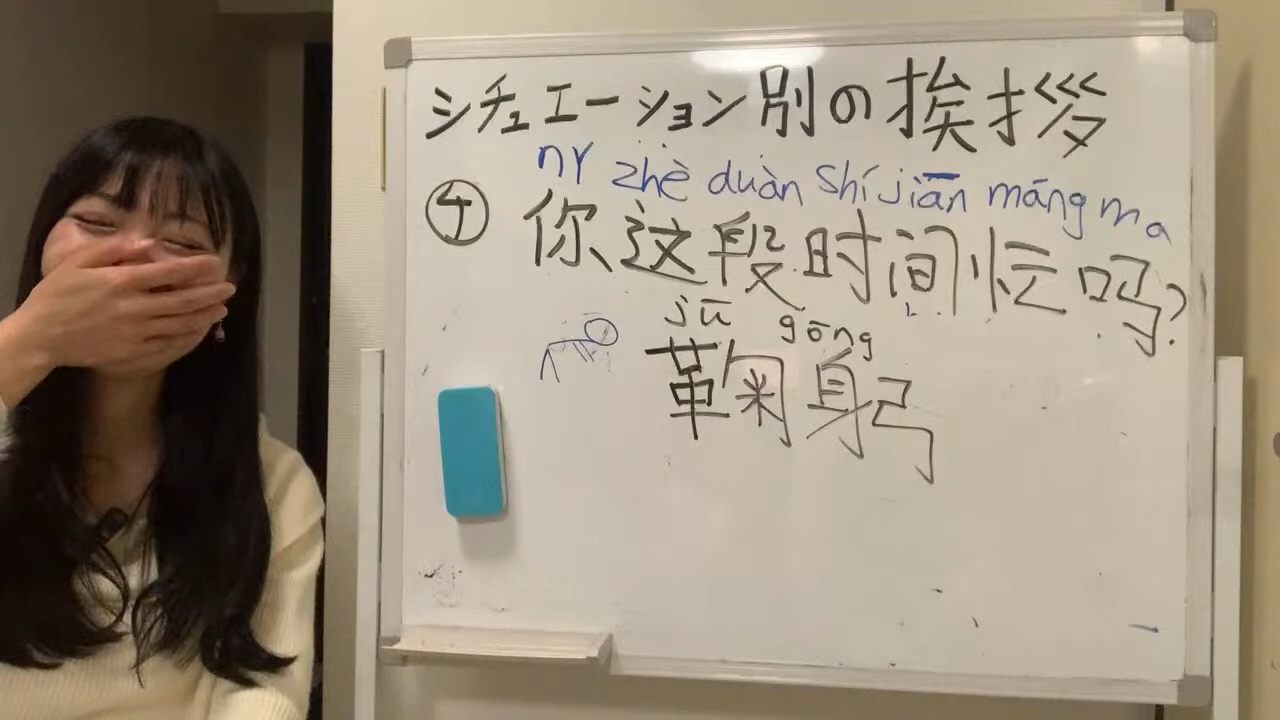 シチュエーション別の挨拶
nǐ zhè duàn shí jiān máng ma
④ 你这段时间忙吗?
jū gōng
鞠躬